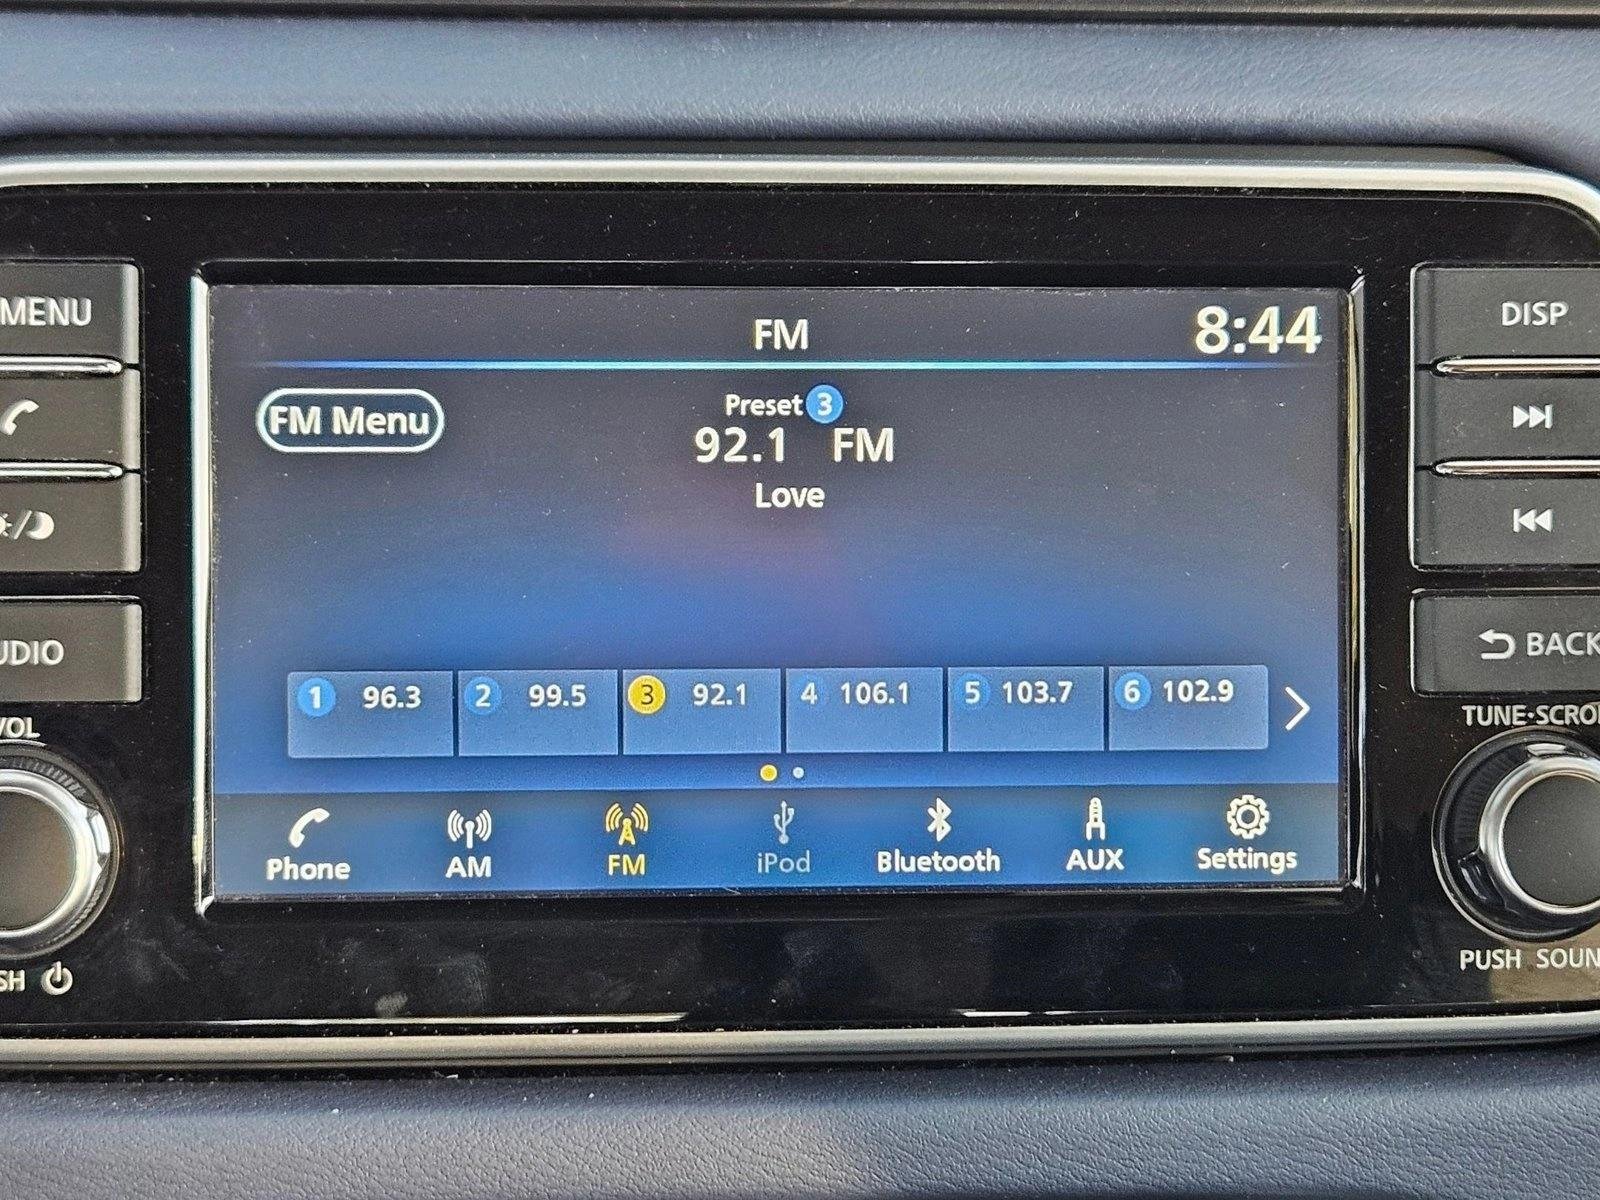 MENU
DISP
FM
8:44
FM Menu
Preset 3
92.1 FM
Love
UDIO
BACK
1 96.3
2 99.5
3 92.1
4 106.1
5 103.7
6 102.9
VOL
TUNE·SCRO
Phone
AM
FM
iPod
Bluetooth
AUX
Settings
SH
PUSH SOUN